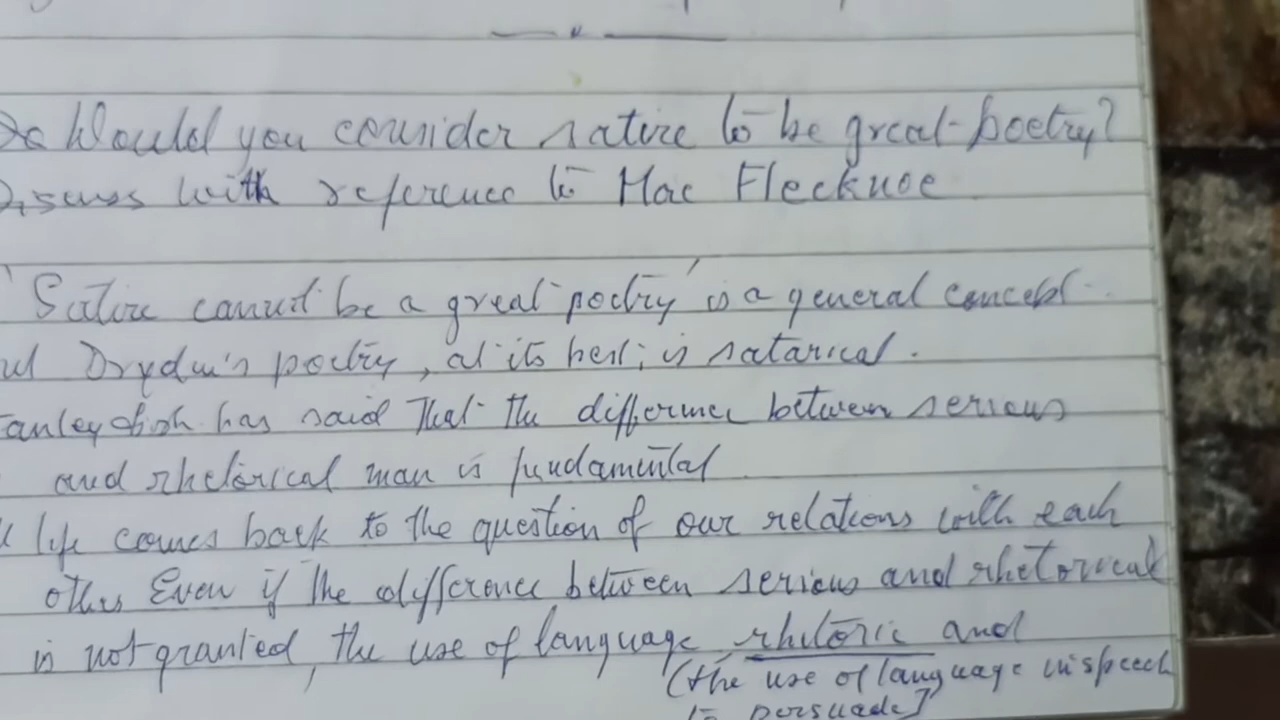 Would you consider satire to be great poetry?
Discuss with reference to Mac Flecknoe
'Satire cannot be a great poetry' is a general concept.
Dryden's poetry, at its best, is satarical.
anley fish has said that the difference between serious
and rhetorical man is fundamental
life comes back to the question of our relations with each
other Even if the difference between serious and rhetorical
is not granted, the use of language rhetoric and
(the use of language in speech
to persuade]